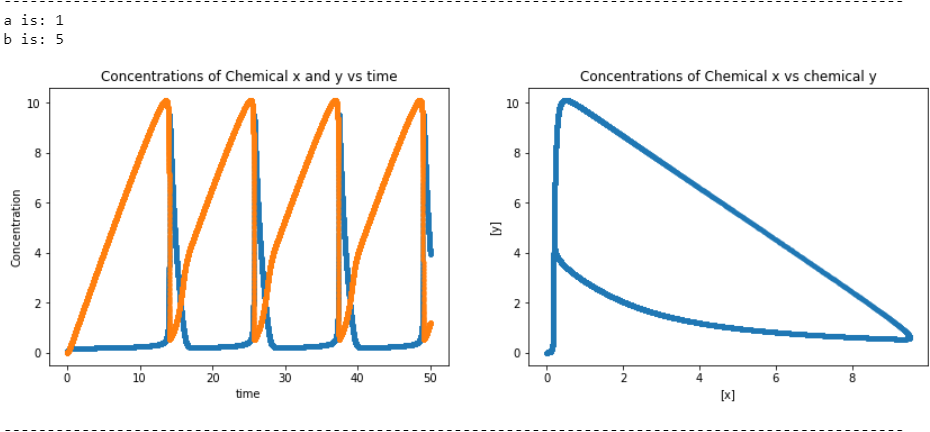 a is: 1
b is: 5
Concentrations of Chemical x and y vs time
Concentration
10
8
6
4
2
0
0 10 20 30 40 50
time
Concentrations of Chemical x vs chemical y
[y]
10
8
6
4
2
0
0 2 4 6 8
[x]